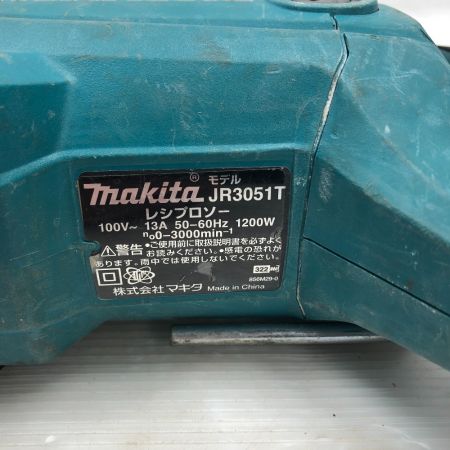 モデル
makita® JR3051T
レシプロソー
100V～ 13A 50-60Hz 1200W
n₀0-3000min⁻¹
⚠警告 •ご使用前に取扱説明書を必ずよく
お読みください。•感電の恐れが
あります。雨中では使用しないでください。
322
856M29-0
株式会社 マキタ Made in China